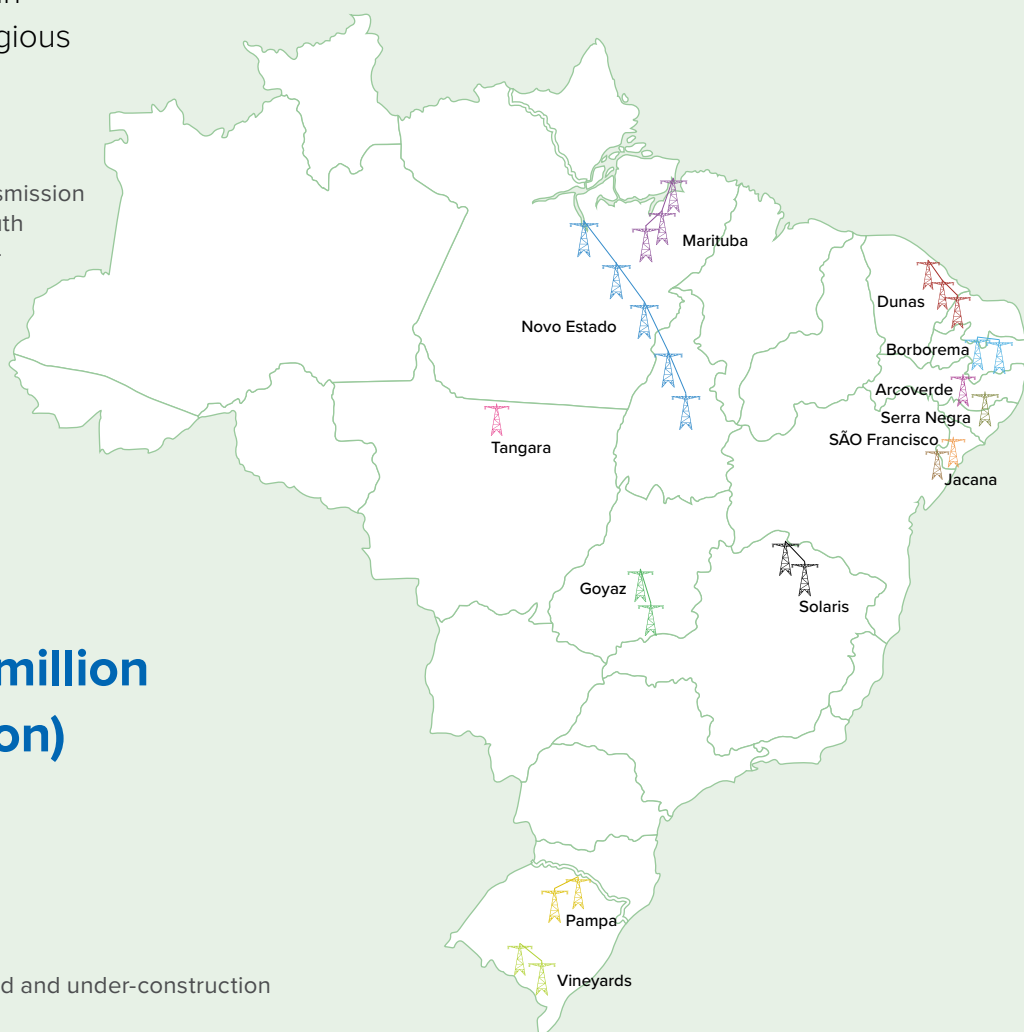 gious
smission
uth
Marituba
Dunas
Novo Estado
Borborema
Arcoverde
Serra Negra
SÃO Francisco
Tangara
Jacana
Goyaz
Solaris
million
on)
Pampa
Vineyards
d and under-construction